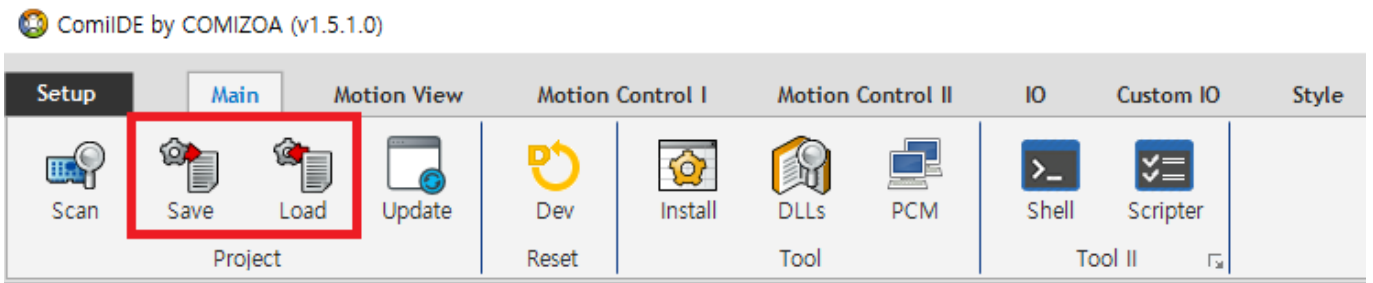 ComiIDE by COMIZOA (v1.5.1.0)
Setup Main Motion View Motion Control I Motion Control II IO Custom IO Style
D
Scan Save Load Update Dev Install DLLs PCM Shell Scripter
Project Reset Tool Tool II